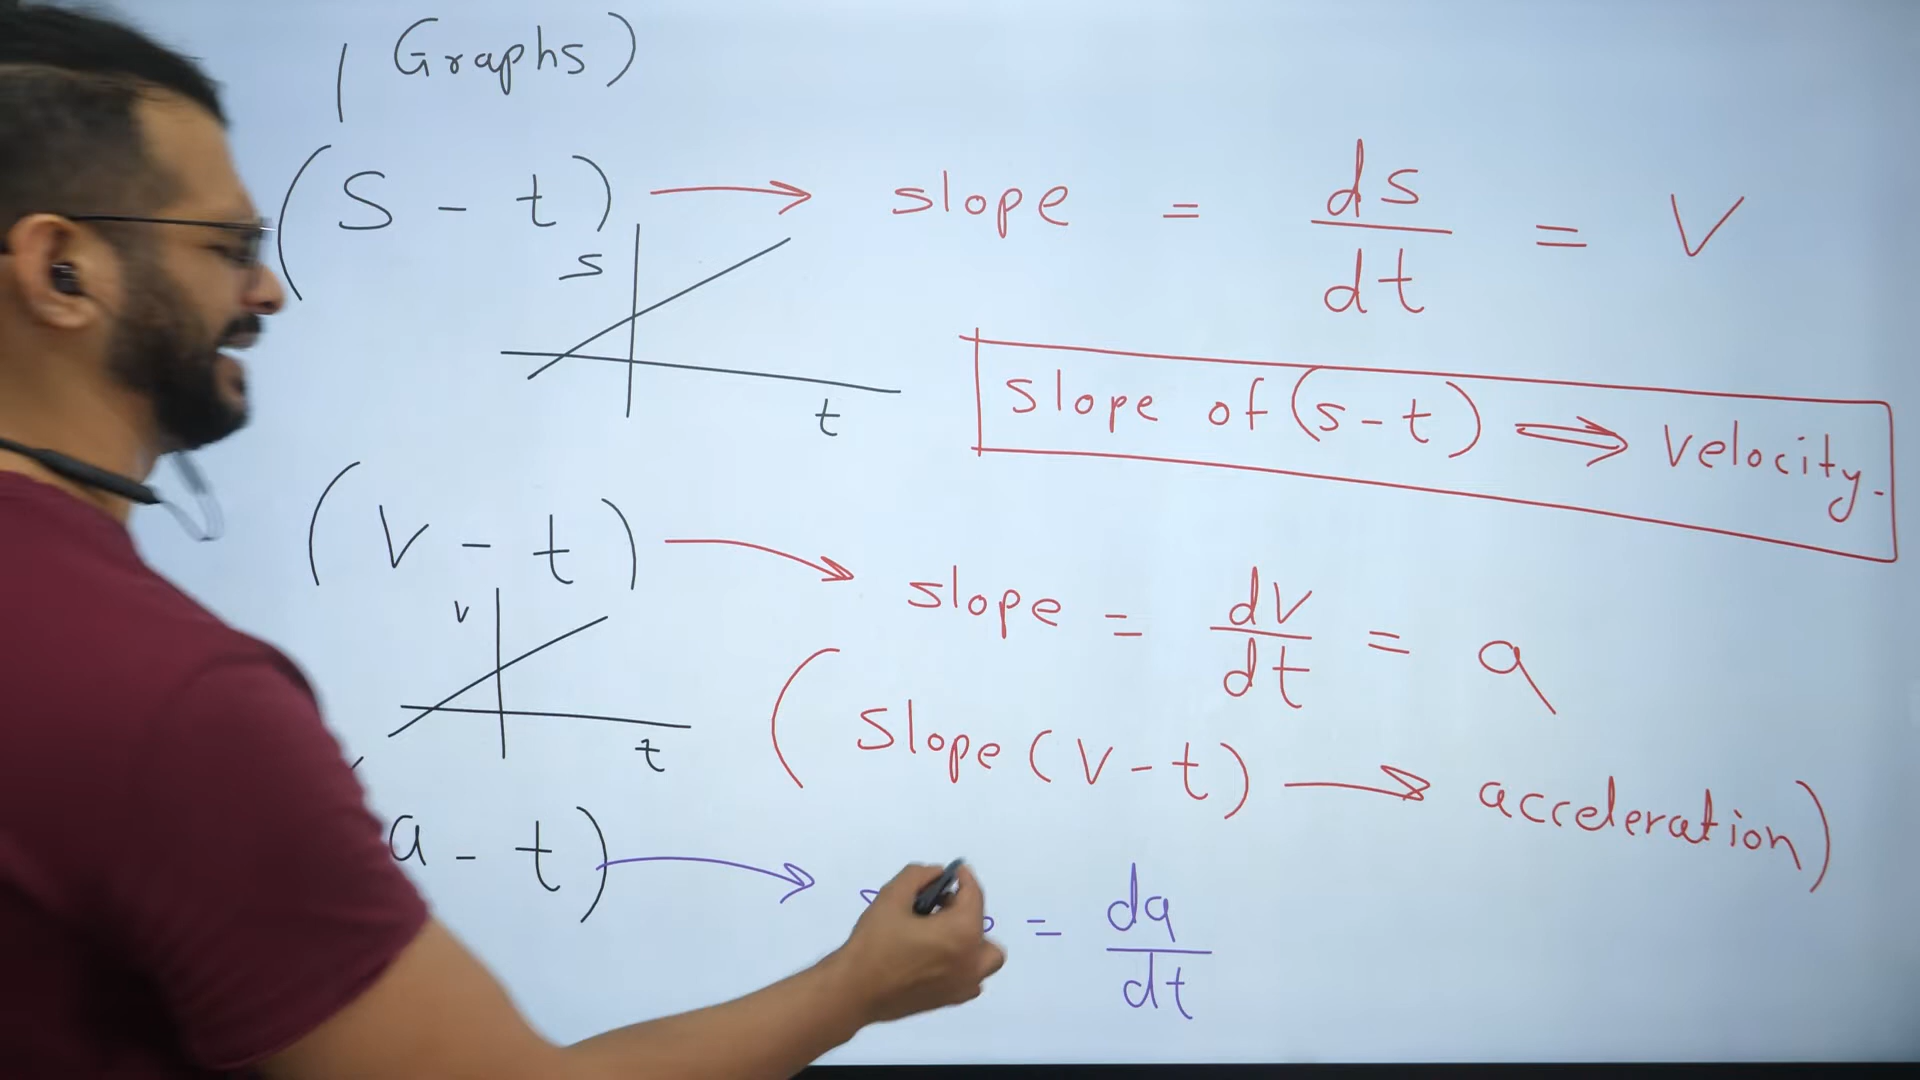 (Graphs)
(S - t) → slope = ds/dt = V
s
t
slope of (s-t) ⟹ velocity.
(V - t) → slope = dv/dt = a
v
t
(slope (v-t) → acceleration)
a - t) → = da/dt